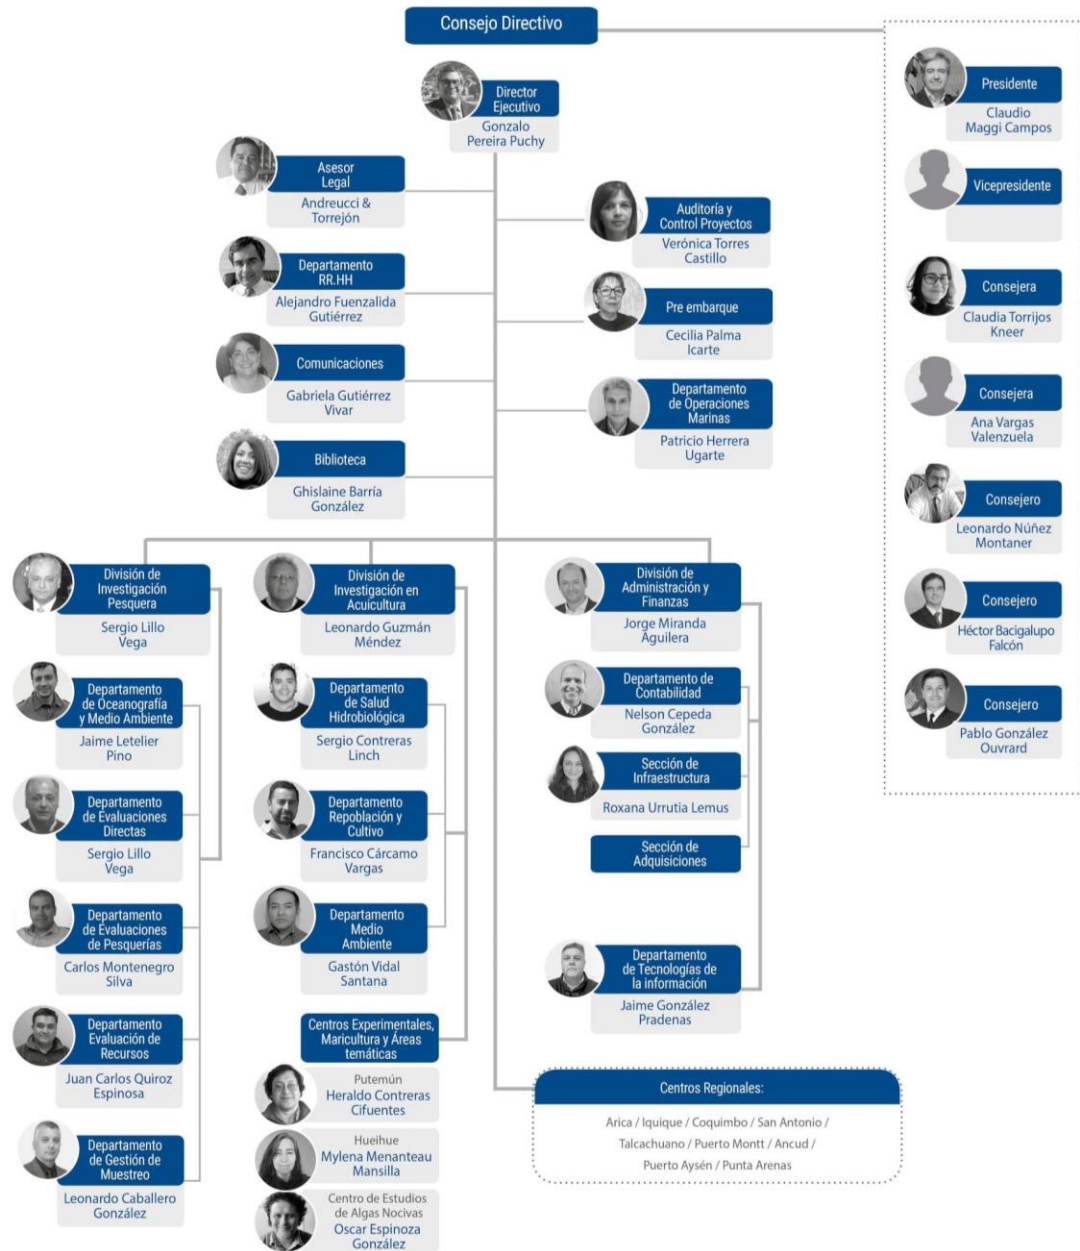 Consejo Directivo
Director
Ejecutivo
Gonzalo
Pereira Puchy
Asesor
Legal
Andreucci &
Torrejón
Departamento
RR.HH
Alejandro Fuenzalida
Gutiérrez
Comunicaciones
Gabriela Gutiérrez
Vivar
Biblioteca
Ghislaine Barría
González
Auditoría y
Control Proyectos
Verónica Torres
Castillo
Pre embarque
Cecilia Palma
Icarte
Departamento
de Operaciones
Marinas
Patricio Herrera
Ugarte
Presidente
Claudio
Maggi Campos
Vicepresidente
Consejera
Claudia Torrijos
Kneer
Consejera
Ana Vargas
Valenzuela
Consejero
Leonardo Núñez
Montaner
Consejero
Héctor Bacigalupo
Falcón
Consejero
Pablo González
Ouvrard
División de
Investigación
Pesquera
Sergio Lillo
Vega
Departamento
de Oceanografía
y Medio Ambiente
Jaime Letelier
Pino
Departamento
de Evaluaciones
Directas
Sergio Lillo
Vega
Departamento
de Evaluaciones
de Pesquerías
Carlos Montenegro
Silva
Departamento
Evaluación de
Recursos
Juan Carlos Quiroz
Espinosa
Departamento
de Gestión de
Muestreo
Leonardo Caballero
González
División de
Investigación en
Acuicultura
Leonardo Guzmán
Méndez
Departamento
de Salud
Hidrobiológica
Sergio Contreras
Linch
Departamento
Repoblación y
Cultivo
Francisco Cárcamo
Vargas
Departamento
Medio
Ambiente
Gastón Vidal
Santana
Centros Experimentales,
Maricultura y Áreas
temáticas
Putemún
Heraldo Contreras
Cifuentes
Hueihue
Mylena Menanteau
Mansilla
Centro de Estudios
de Algas Nocivas
Oscar Espinoza
González
División de
Administración y
Finanzas
Jorge Miranda
Aguilera
Departamento de
Contabilidad
Nelson Cepeda
González
Sección de
Infraestructura
Roxana Urrutia Lemus
Sección de
Adquisiciones
Departamento
de Tecnologías de
la información
Jaime González
Pradenas
Centros Regionales:
Arica / Iquique / Coquimbo / San Antonio /
Talcachuano / Puerto Montt / Ancud /
Puerto Aysén / Punta Arenas